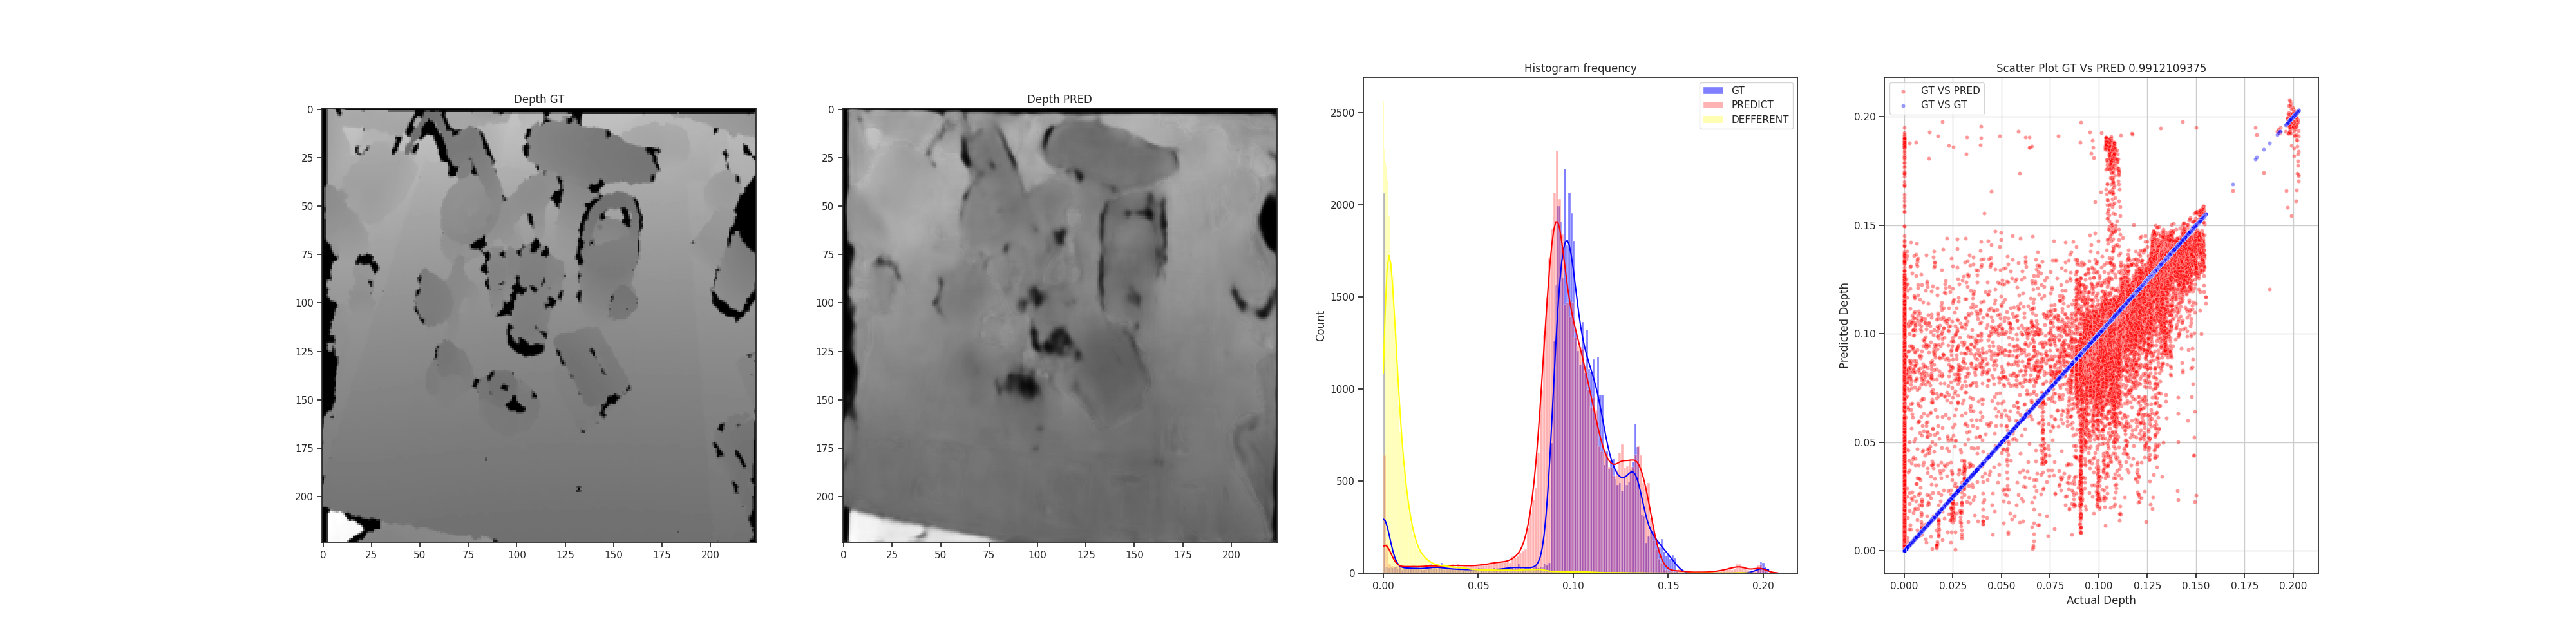 Depth GT
0
25
50
75
100
125
150
175
200
0 25 50 75 100 125 150 175 200
Depth PRED
0
25
50
75
100
125
150
175
200
0 25 50 75 100 125 150 175 200
Histogram frequency
GT
PREDICT
DEFFERENT
Count
2500
2000
1500
1000
500
0
0.00 0.05 0.10 0.15 0.20
Scatter Plot GT Vs PRED 0.9912109375
GT VS PRED
GT VS GT
Predicted Depth
0.20
0.15
0.10
0.05
0.00
0.000 0.025 0.050 0.075 0.100 0.125 0.150 0.175 0.200
Actual Depth